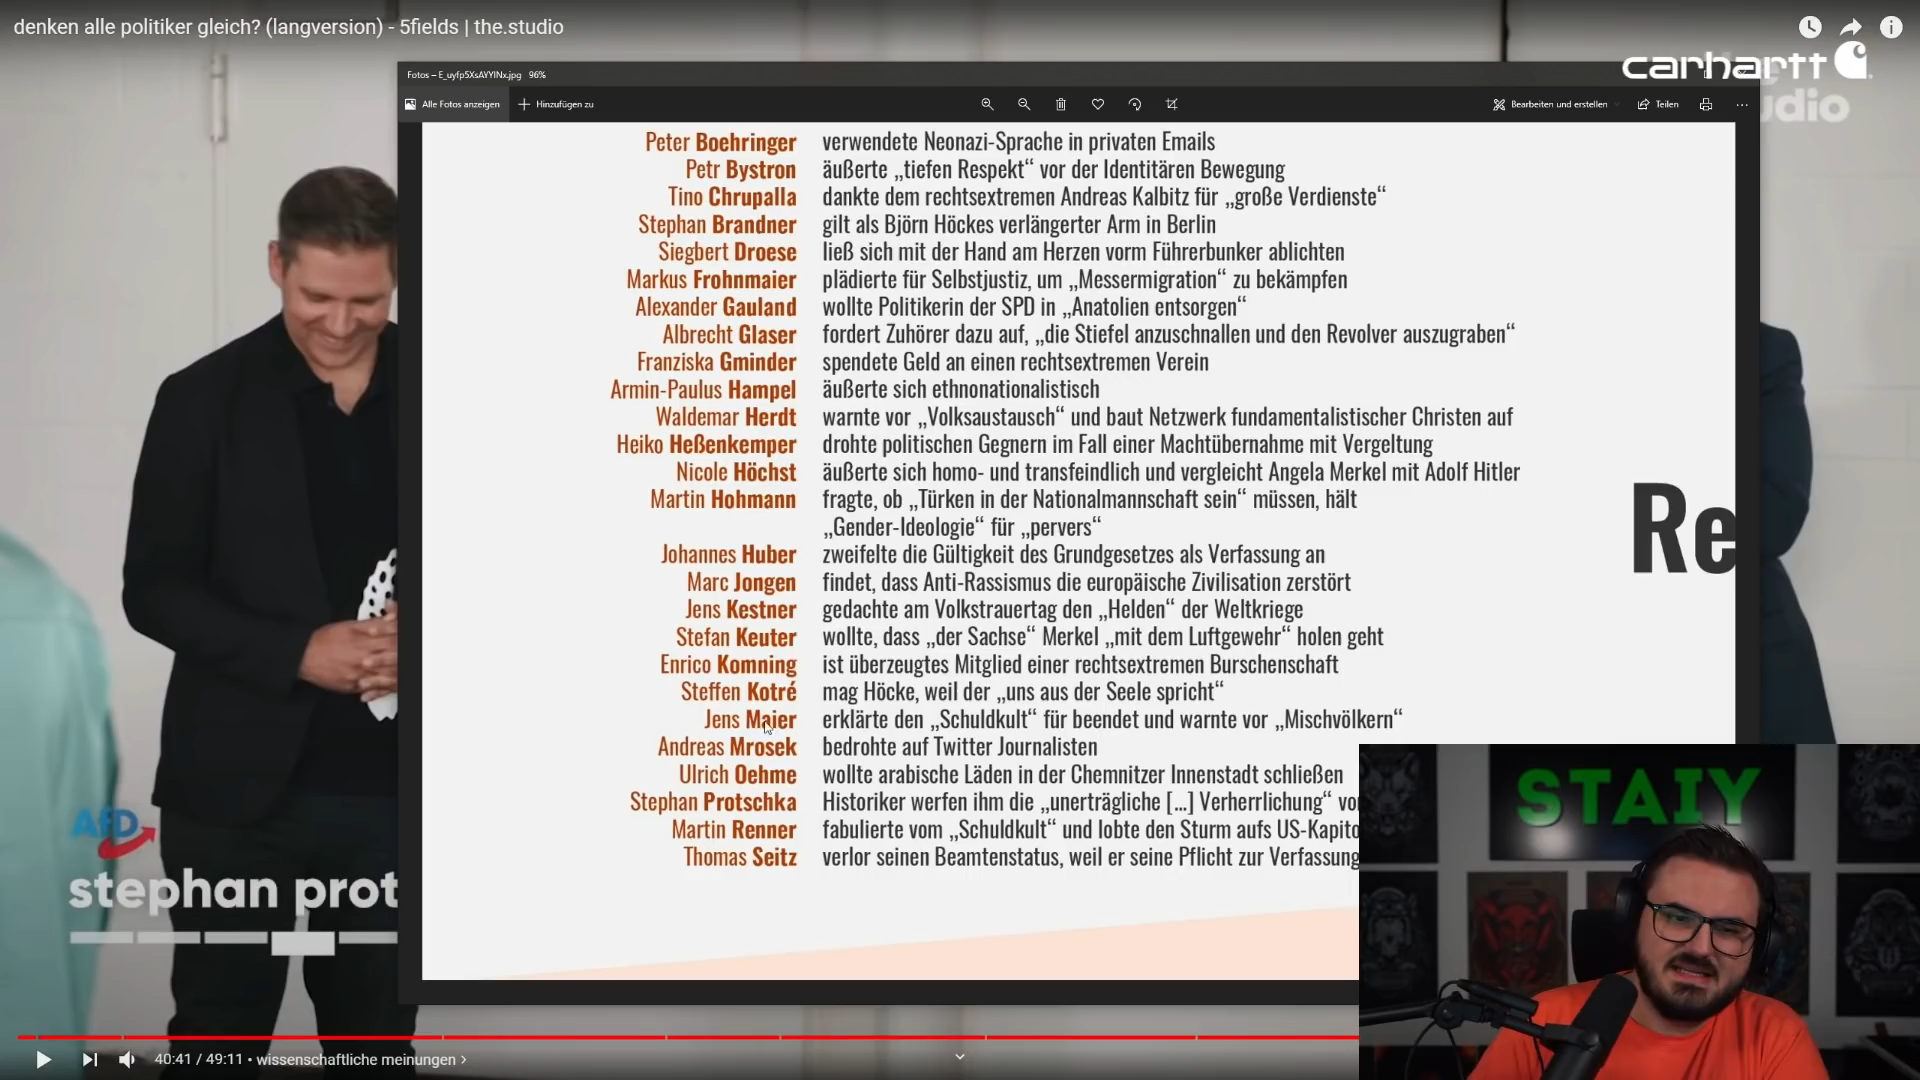 denken alle politiker gleich? (langversion) - 5fields | the.studio
carhartt
udio
Fotos – E_uyfp5XsAYYlNx.jpg 96%
Alle Fotos anzeigen
Hinzufügen zu
Bearbeiten und erstellen
Teilen
Peter Boehringer verwendete Neonazi-Sprache in privaten Emails
Petr Bystron äußerte „tiefen Respekt“ vor der Identitären Bewegung
Tino Chrupalla dankte dem rechtsextremen Andreas Kalbitz für „große Verdienste“
Stephan Brandner gilt als Björn Höckes verlängerter Arm in Berlin
Siegbert Droese ließ sich mit der Hand am Herzen vorm Führerbunker ablichten
Markus Frohnmaier plädierte für Selbstjustiz, um „Messermigration“ zu bekämpfen
Alexander Gauland wollte Politikerin der SPD in „Anatolien entsorgen“
Albrecht Glaser fordert Zuhörer dazu auf, „die Stiefel anzuschnallen und den Revolver auszugraben“
Franziska Gminder spendete Geld an einen rechtsextremen Verein
Armin-Paulus Hampel äußerte sich ethnonationalistisch
Waldemar Herdt warnte vor „Volksaustausch“ und baut Netzwerk fundamentalistischer Christen auf
Heiko Heßenkemper drohte politischen Gegnern im Fall einer Machtübernahme mit Vergeltung
Nicole Höchst äußerte sich homo- und transfeindlich und vergleicht Angela Merkel mit Adolf Hitler
Martin Hohmann fragte, ob „Türken in der Nationalmannschaft sein“ müssen, hält
„Gender-Ideologie“ für „pervers“
Re
Johannes Huber zweifelte die Gültigkeit des Grundgesetzes als Verfassung an
Marc Jongen findet, dass Anti-Rassismus die europäische Zivilisation zerstört
Jens Kestner gedachte am Volkstrauertag den „Helden“ der Weltkriege
Stefan Keuter wollte, dass „der Sachse“ Merkel „mit dem Luftgewehr“ holen geht
Enrico Komning ist überzeugtes Mitglied einer rechtsextremen Burschenschaft
Steffen Kotré mag Höcke, weil der „uns aus der Seele spricht“
Jens Maier erklärte den „Schuldkult“ für beendet und warnte vor „Mischvölkern“
Andreas Mrosek bedrohte auf Twitter Journalisten
Ulrich Oehme wollte arabische Läden in der Chemnitzer Innenstadt schließen
Stephan Protschka Historiker werfen ihm die „unerträgliche [...] Verherrlichung“ vo
Martin Renner fabulierte vom „Schuldkult“ und lobte den Sturm aufs US-Kapito
Thomas Seitz verlor seinen Beamtenstatus, weil er seine Pflicht zur Verfassung
STAIY
AfD
stephan prot
40:41 / 49:11 • wissenschaftliche meinungen ›